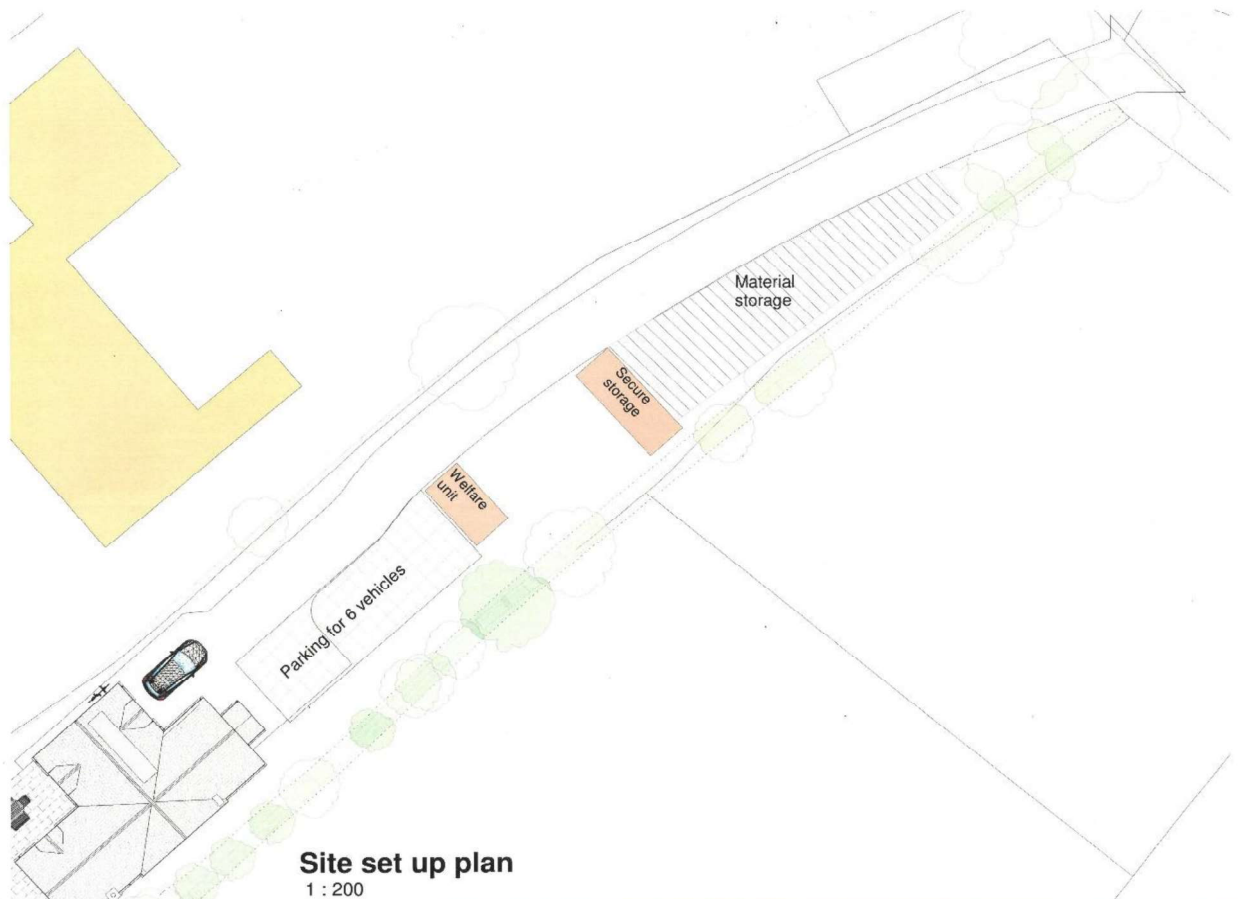 Material
storage
Secure
storage
Welfare
unit
Parking for 6 vehicles
Site set up plan
1 : 200